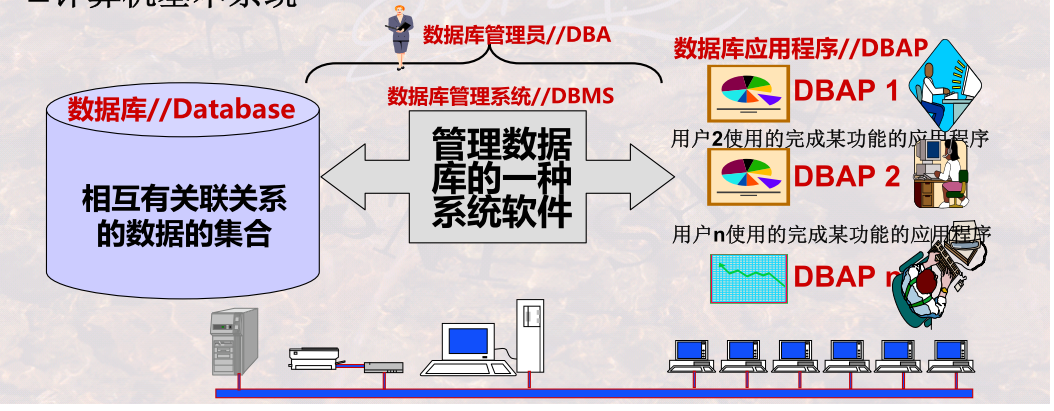 计算机基本系统
数据库管理员//DBA
数据库应用程序//DBAP
数据库//Database
数据库管理系统//DBMS
DBAP 1
管理数据
库的一种
系统软件
用户2使用的完成某功能的应用程序
DBAP 2
相互有关联关系
的数据的集合
用户n使用的完成某功能的应用程序
DBAP n